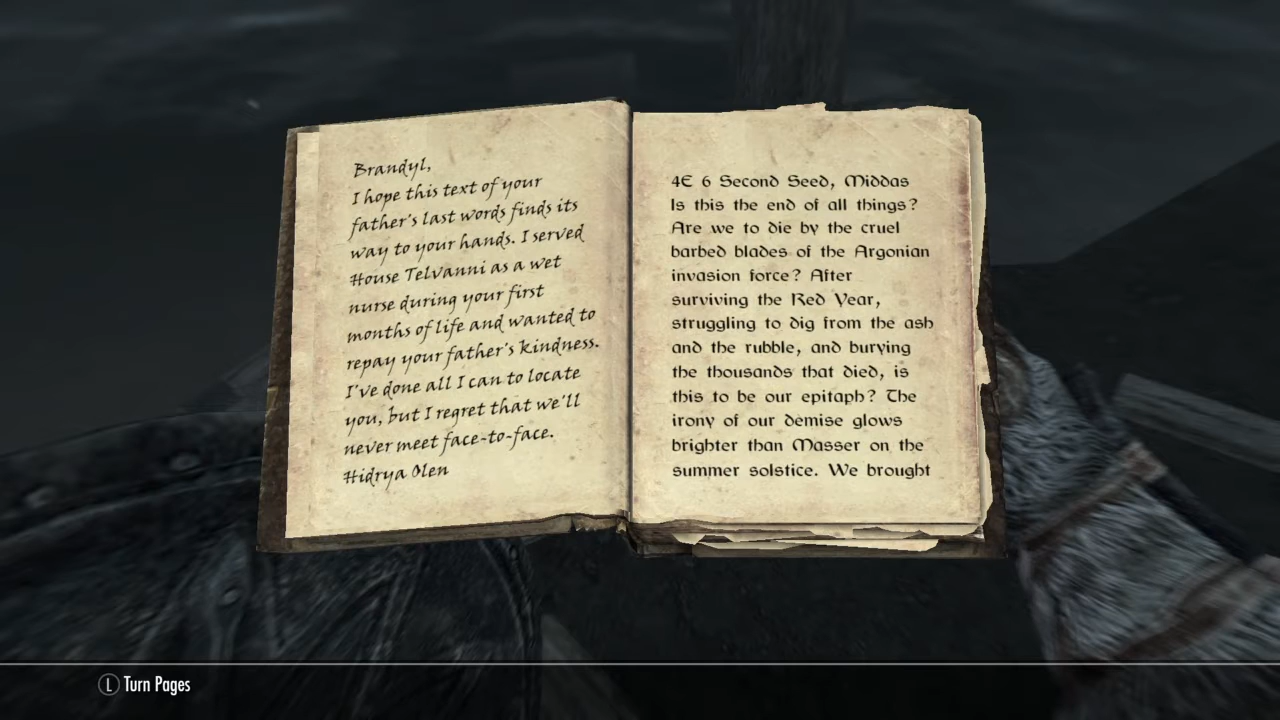 Brandyl,
I hope this text of your
father's last words finds its
way to your hands. I served
House Telvanni as a wet
nurse during your first
months of life and wanted to
repay your father's kindness.
I've done all I can to locate
you, but I regret that we'll
never meet face-to-face.
Hidrya Olen
4E 6 Second Seed, Middas
Is this the end of all things?
Are we to die by the cruel
barbed blades of the Argonian
invasion force? After
surviving the Red Year,
struggling to dig from the ash
and the rubble, and burying
the thousands that died, is
this to be our epitaph? The
irony of our demise glows
brighter than Masser on the
summer solstice. We brought
L Turn Pages